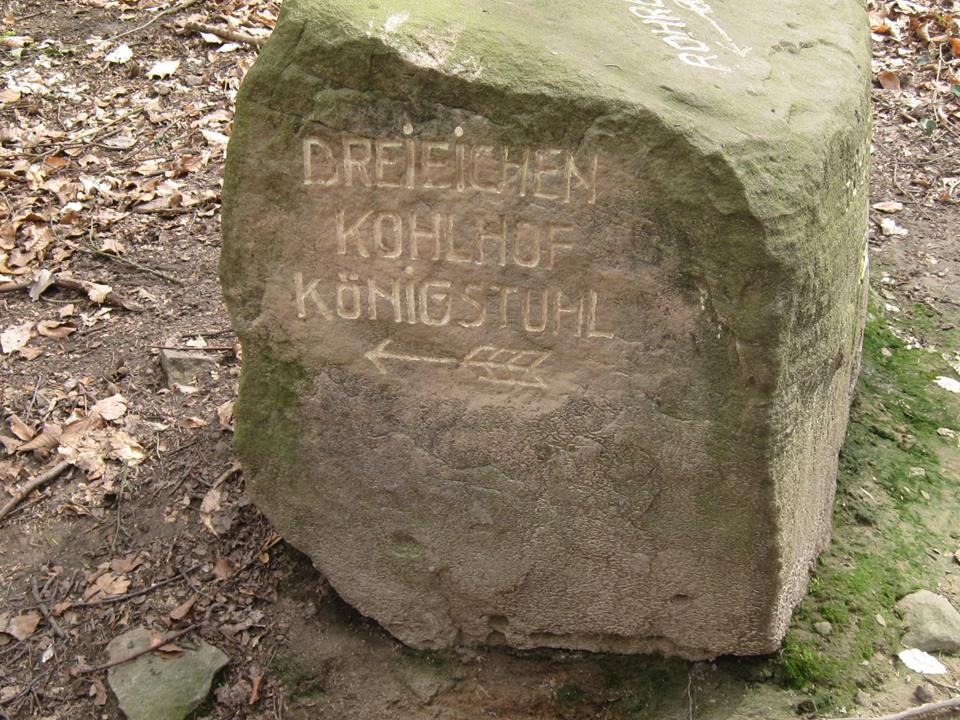 DREIEICHEN
KOHLHOF
KÖNIGSTUHL